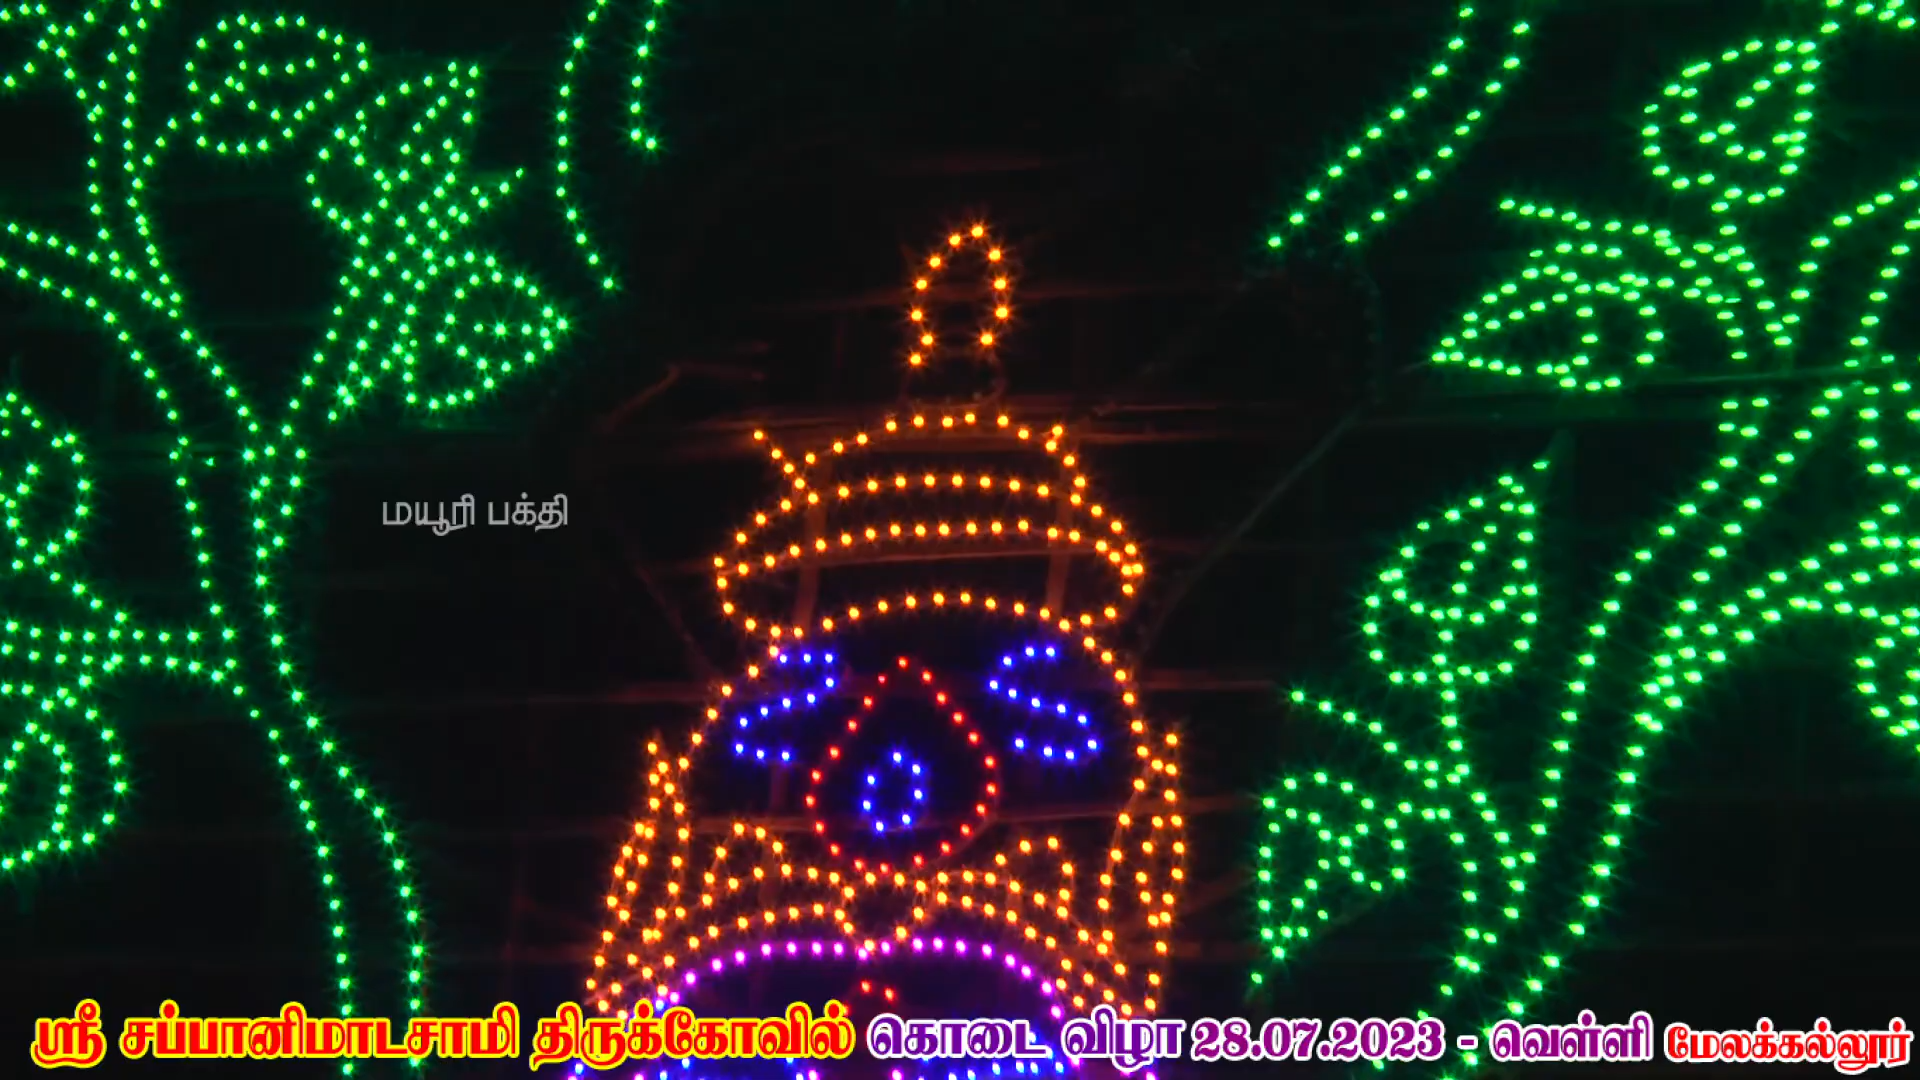 மயூரி பக்தி
ஸ்ரீ சப்பானிமாடசாமி திருக்கோவில் கொடை விழா 28.07.2023 - வெள்ளி மேலக்கல்லூர்